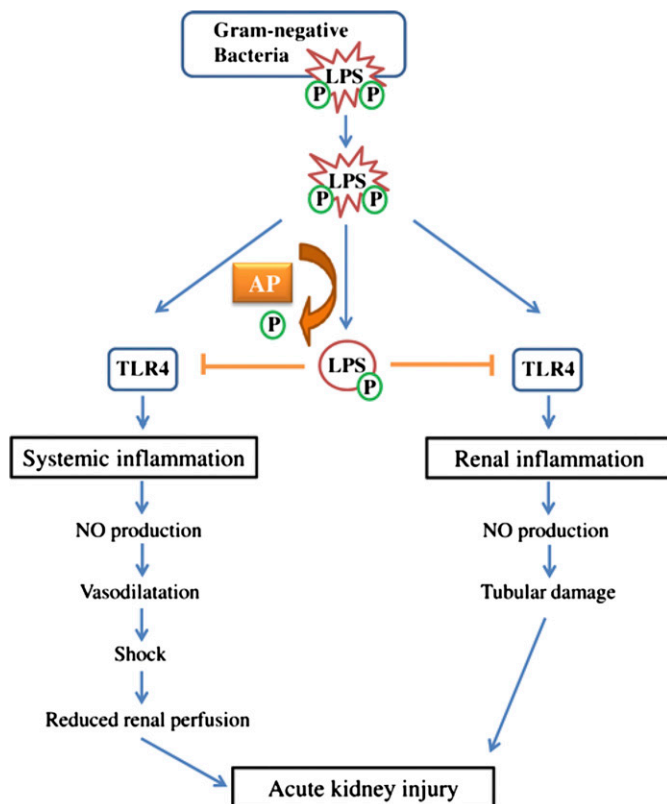 Gram-negative
Bacteria
LPS
P P
LPS
P P
AP
P
TLR4
LPS
P
TLR4
Systemic inflammation
Renal inflammation
NO production
NO production
Vasodilatation
Tubular damage
Shock
Reduced renal perfusion
Acute kidney injury